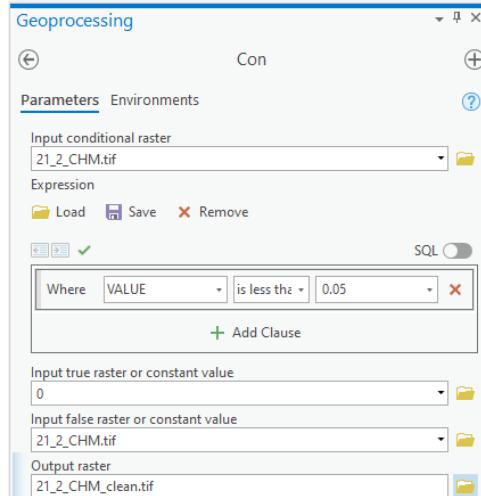 Geoprocessing
Con
Parameters Environments
Input conditional raster
21_2_CHM.tif
Expression
Load Save Remove
SQL
Where VALUE is less tha 0.05
Add Clause
Input true raster or constant value
0
Input false raster or constant value
21_2_CHM.tif
Output raster
21_2_CHM_clean.tif